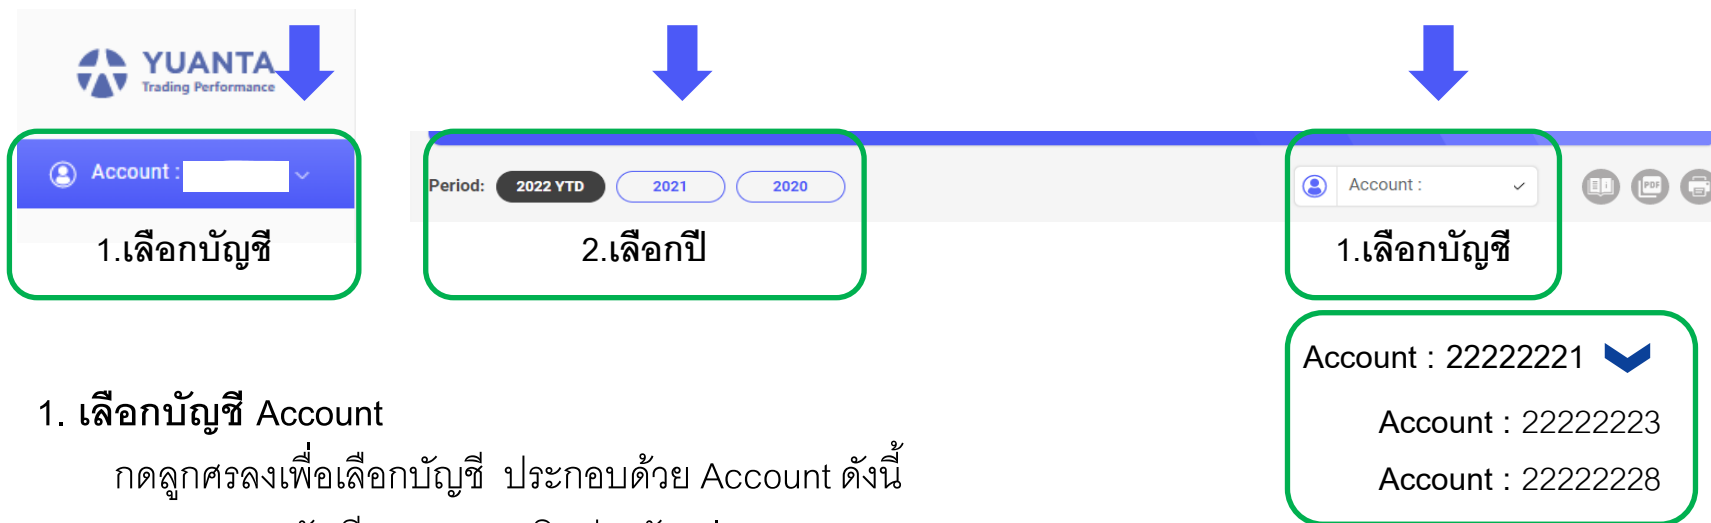 YUANTA
Trading Performance
Account :
1.เลือกบัญชี
Period: 2022 YTD 2021 2020
2.เลือกปี
Account :
PDF
1.เลือกบัญชี
Account : 22222221
Account : 22222223
Account : 22222228
1. เลือกบัญชี Account
กดลูกศรลงเพื่อเลือกบัญชี ประกอบด้วย Account ดังนี้